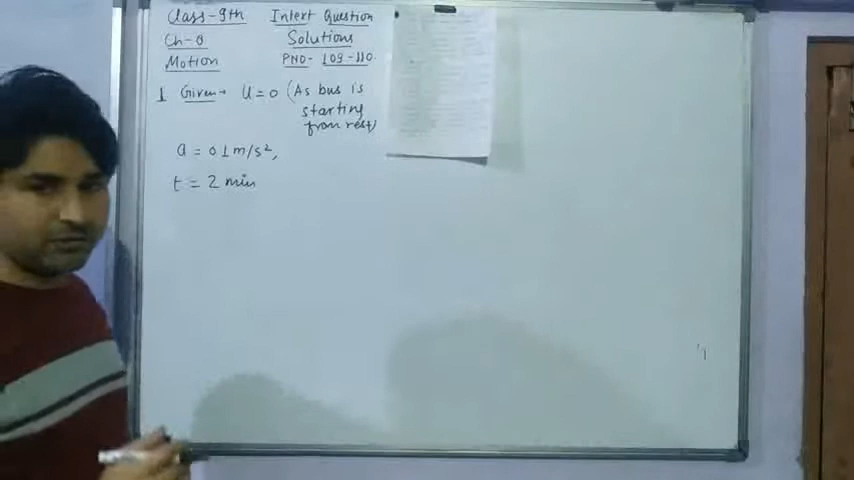 Class-9th Intext Question
Ch-8 Solutions
Motion PNO- 109-110.
1 Given→ u=0 (As bus is
starting
from rest)
a = 0.1 m/s²,
t = 2 min